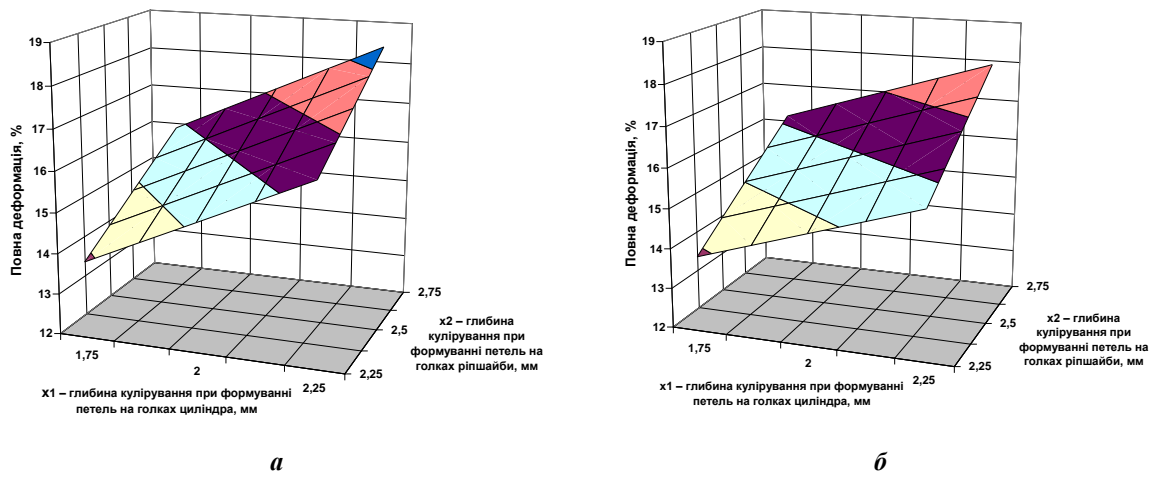 19
18
17
16
15
14
13
12
Повна деформація, %
1,75
2
2,25
2,25
2,5
2,75
x1 – глибина кулірування при формуванні
петель на голках циліндра, мм
x2 – глибина
кулірування при
формуванні петель на
голках ріпшайби, мм
а
19
18
17
16
15
14
13
12
Повна деформація, %
1,75
2
2,25
2,25
2,5
2,75
x1 – глибина кулірування при формуванні
петель на голках циліндра, мм
x2 – глибина
кулірування при
формуванні петель на
голках ріпшайби, мм
б